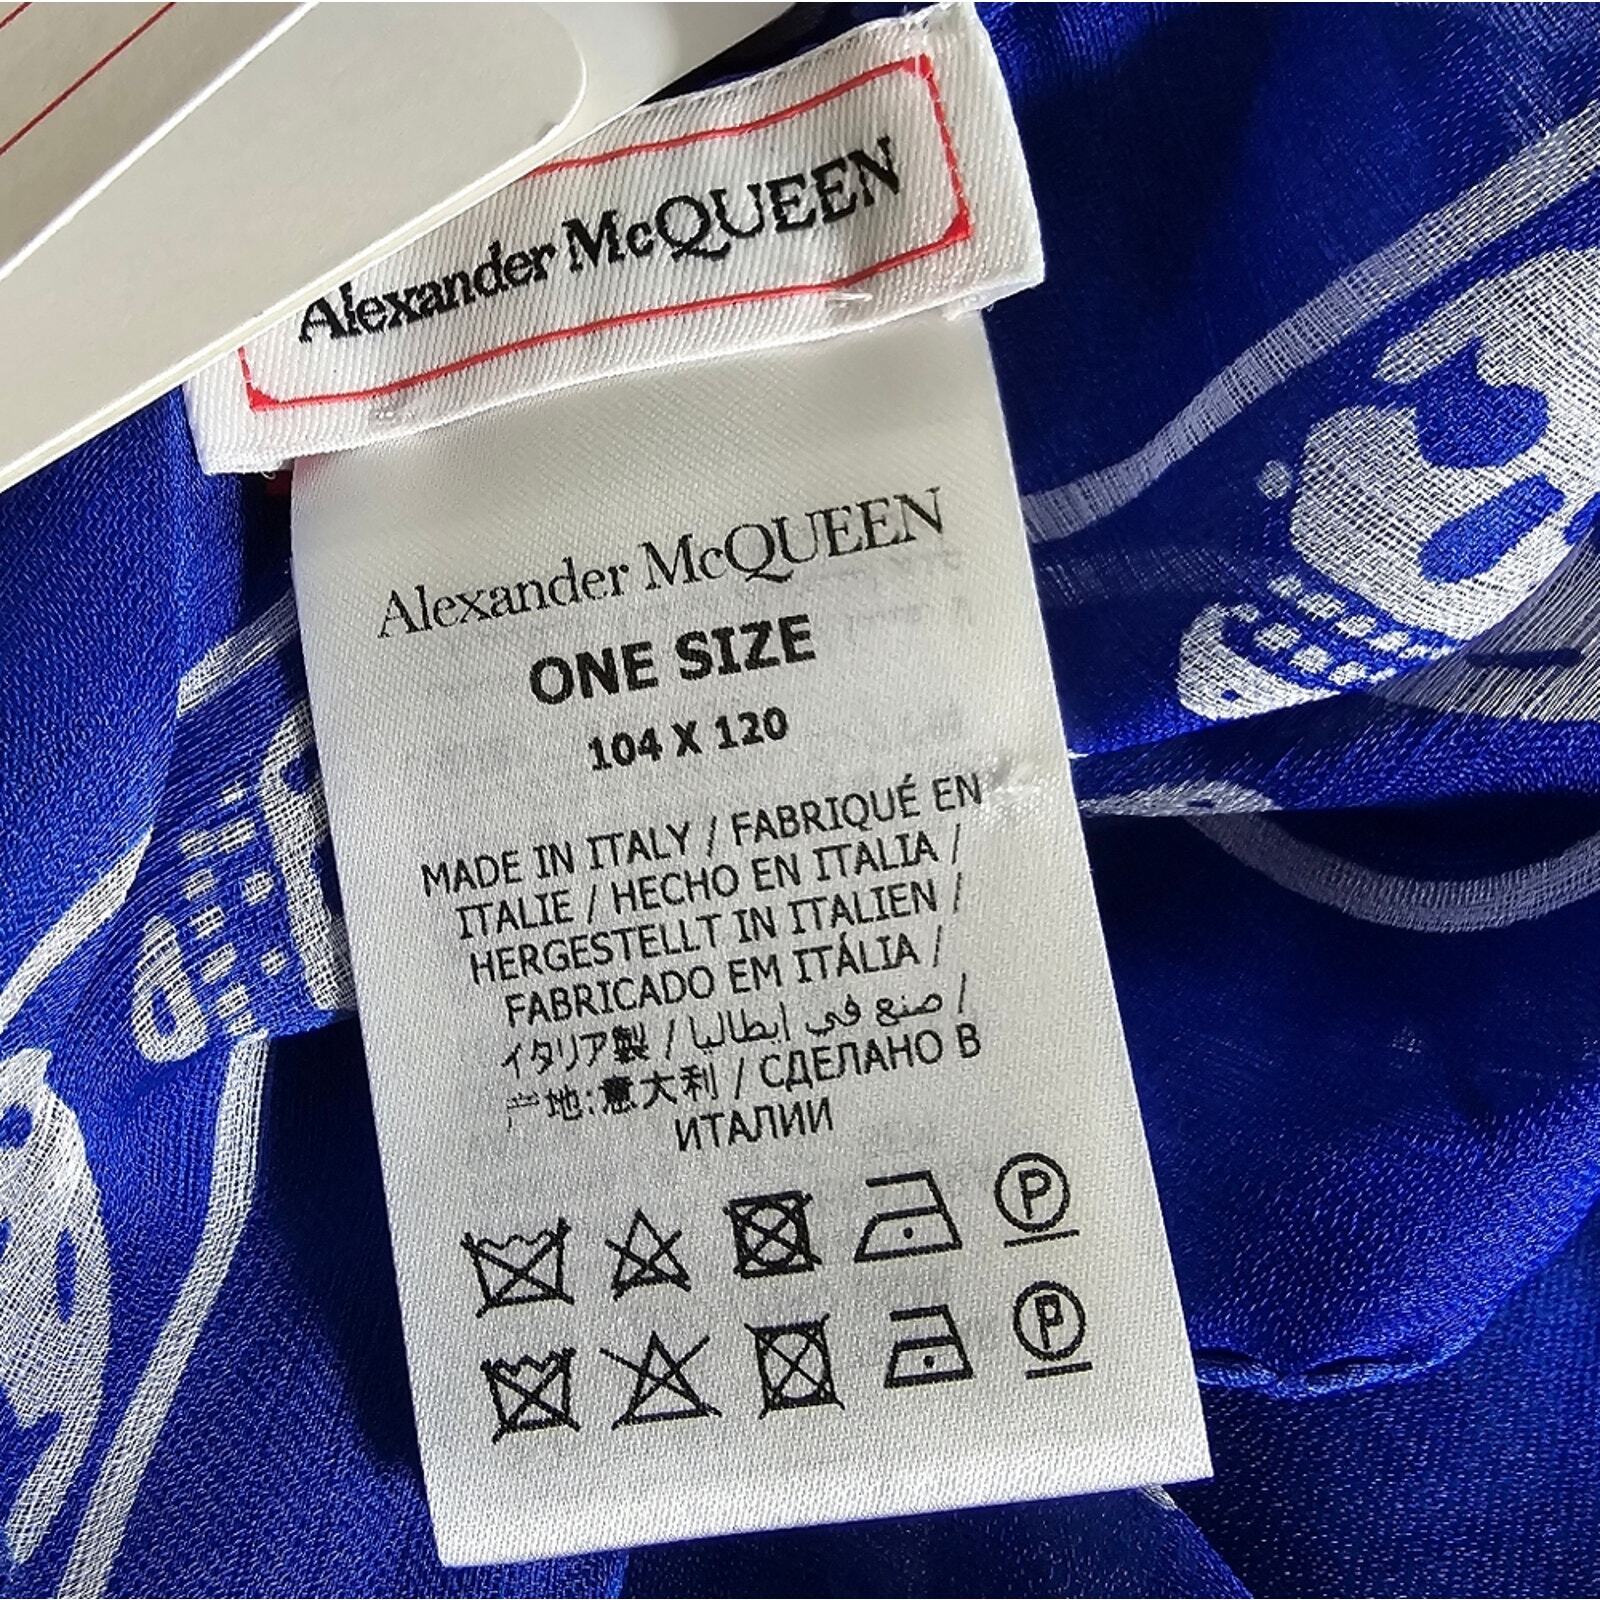 Alexander McQUEEN
Alexander McQUEEN
ONE SIZE
104 X 120
MADE IN ITALY / FABRIQUÉ EN
ITALIE / HECHO EN ITALIA /
HERGESTELLT IN ITALIEN /
FABRICADO EM ITÁLIA /
イタリア製 / صنع في ايطاليا /
产地:意大利 / СДЕЛАНО В
ИТАЛИИ
P
P